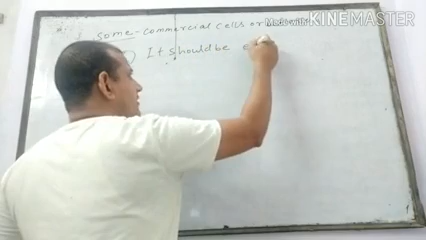 Made with KINEMASTER
some commercial cells or
) It should be